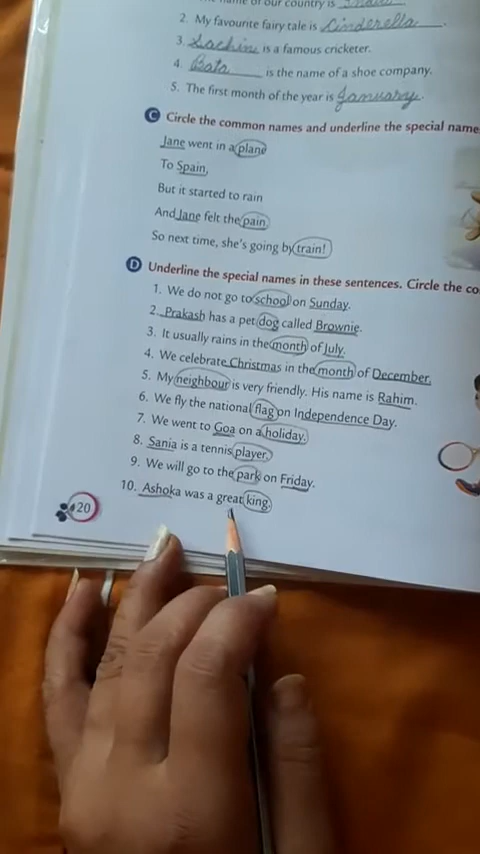 name of our country is India
2. My favourite fairy tale is Cinderella.
3. Sachin is a famous cricketer.
4. Bata is the name of a shoe company.
5. The first month of the year is January.
C Circle the common names and underline the special name
Jane went in a plane
To Spain,
But it started to rain
And Jane felt the pain
So next time, she's going by train!
D Underline the special names in these sentences. Circle the co
1. We do not go to school on Sunday.
2. Prakash has a pet dog called Brownie.
3. It usually rains in the month of July.
4. We celebrate Christmas in the month of December.
5. My neighbour is very friendly. His name is Rahim.
6. We fly the national flag on Independence Day.
7. We went to Goa on a holiday.
8. Sania is a tennis player.
9. We will go to the park on Friday.
10. Ashoka was a great king.
20